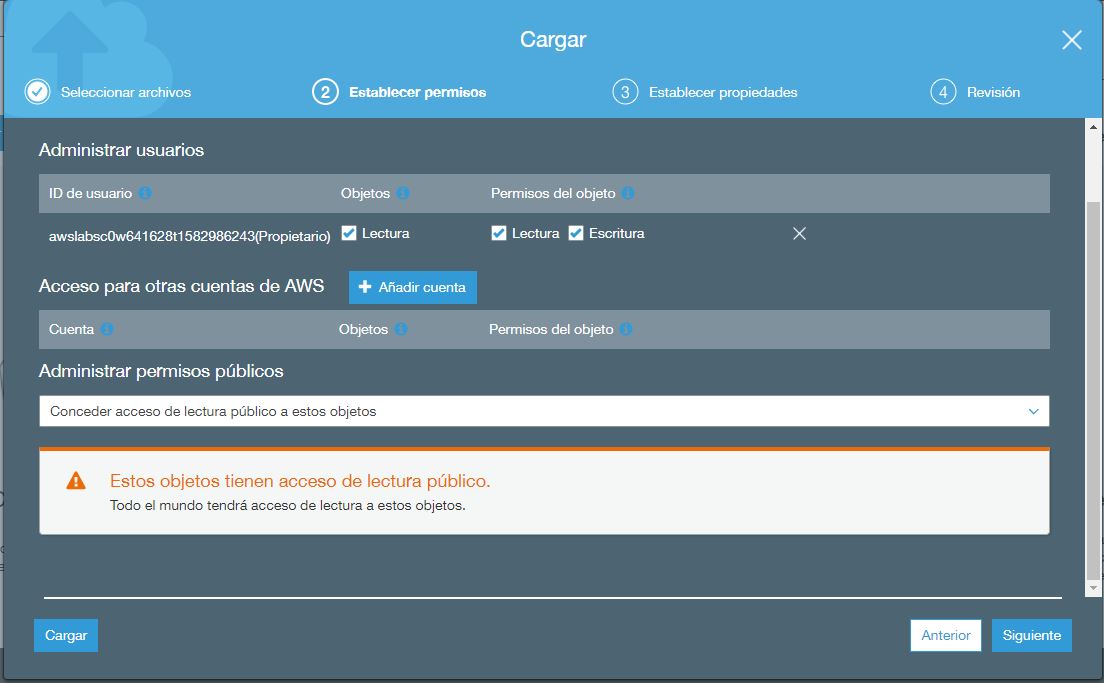 Cargar
Seleccionar archivos
2 Establecer permisos
3 Establecer propiedades
4 Revisión
Administrar usuarios
ID de usuario Objetos Permisos del objeto
awslabsc0w641628t1582986243(Propietario) Lectura Lectura Escritura
Acceso para otras cuentas de AWS Añadir cuenta
Cuenta Objetos Permisos del objeto
Administrar permisos públicos
Conceder acceso de lectura público a estos objetos
Estos objetos tienen acceso de lectura público.
Todo el mundo tendrá acceso de lectura a estos objetos.
Cargar Anterior Siguiente